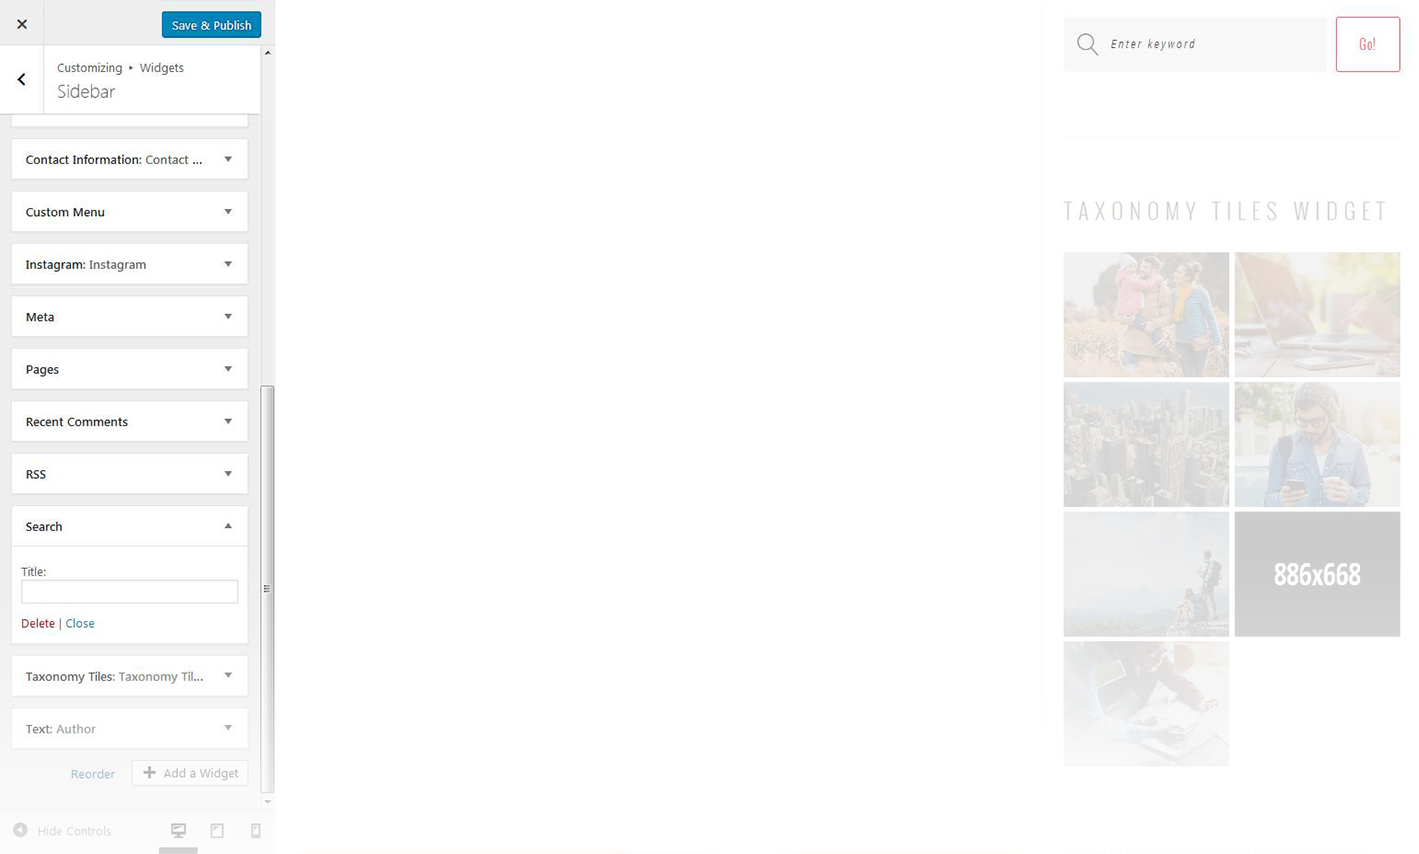 Save & Publish
Customizing ▸ Widgets
Sidebar
Contact Information: Contact ...
Custom Menu
Instagram: Instagram
Meta
Pages
Recent Comments
RSS
Search
Title:
Delete | Close
Taxonomy Tiles: Taxonomy Til...
Text: Author
Reorder
Add a Widget
Hide Controls
Enter keyword
Go!
TAXONOMY TILES WIDGET
886x668